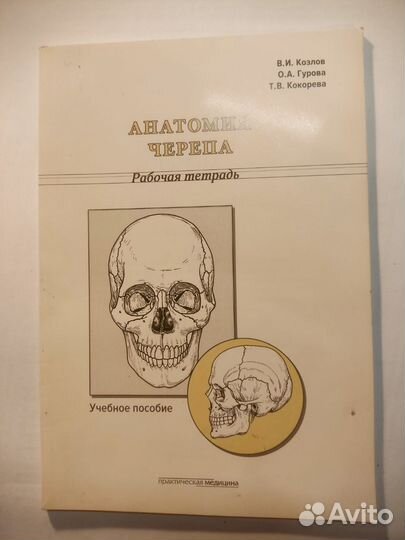 В.И. Козлов
О.А. Гурова
Т.В. Кокорева
АНАТОМИЯ
ЧЕРЕПА
Рабочая тетрадь
Учебное пособие
ПРАКТИЧЕСКАЯ МЕДИЦИНА
Avito